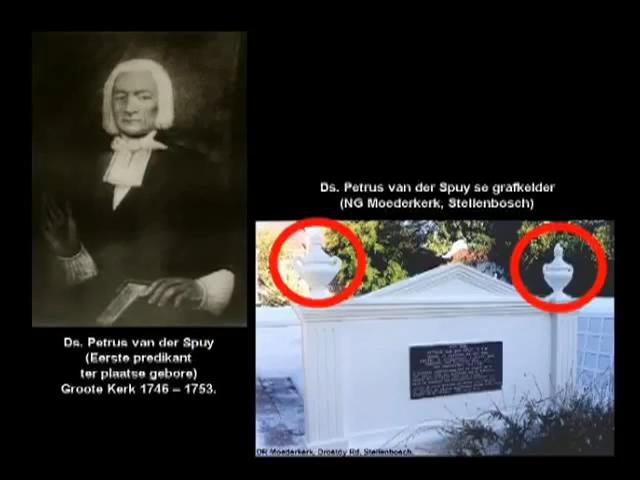 Ds. Petrus van der Spuy
(Eerste predikant
ter plaatse gebore)
Groote Kerk 1746 – 1753.
Ds. Petrus van der Spuy se grafkelder
(NG Moederkerk, Stellenbosch)
DR Moederkerk, Drostdy Rd, Stellenbosch.